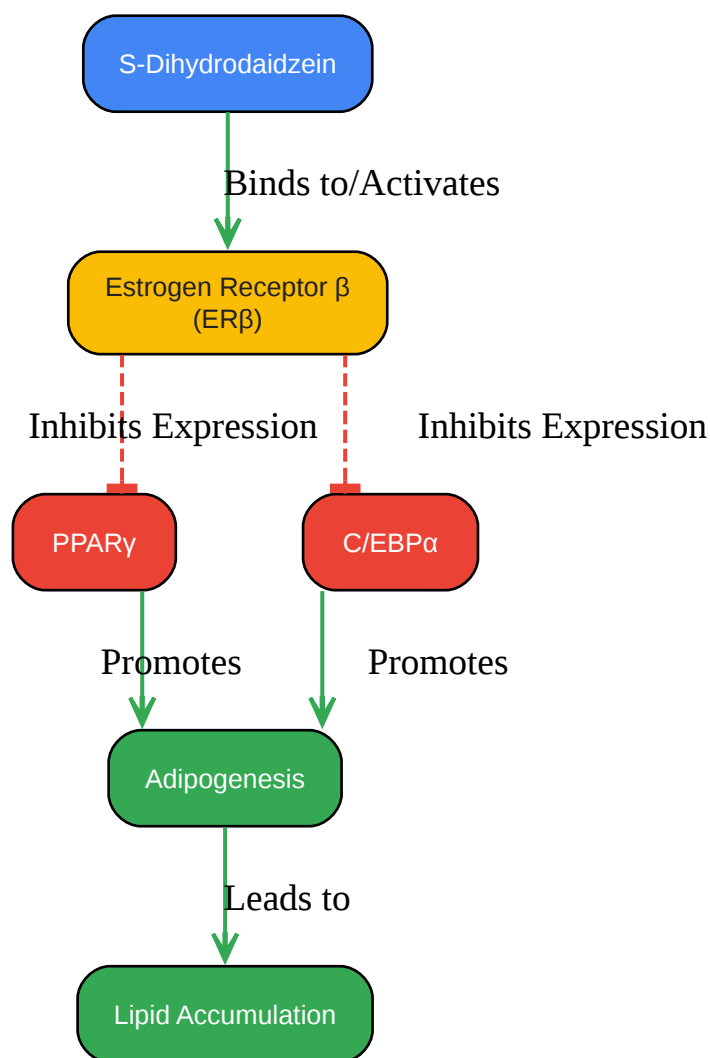 S-Dihydrodaidzein
Binds to/Activates
Estrogen Receptor β
(ERβ)
Inhibits Expression
Inhibits Expression
PPARγ
C/EBPα
Promotes
Promotes
Adipogenesis
Leads to
Lipid Accumulation